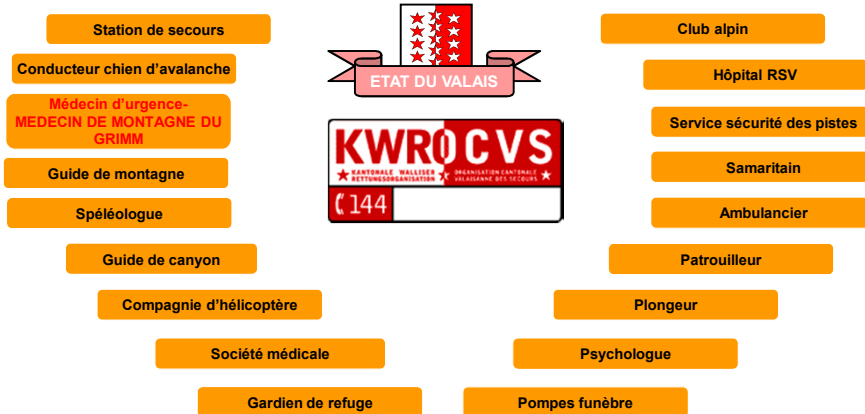 Station de secours
Conducteur chien d'avalanche
Médecin d'urgence-
MEDECIN DE MONTAGNE DU
GRIMM
Guide de montagne
Spéléologue
Guide de canyon
Compagnie d'hélicoptère
Société médicale
Gardien de refuge
ETAT DU VALAIS
KWRO CVS
KANTONALE WALLISER
RETTUNGSORGANISATION
ORGANISATION CANTONALE
VALAISANNE DES SECOURS
144
Club alpin
Hôpital RSV
Service sécurité des pistes
Samaritain
Ambulancier
Patrouilleur
Plongeur
Psychologue
Pompes funèbre